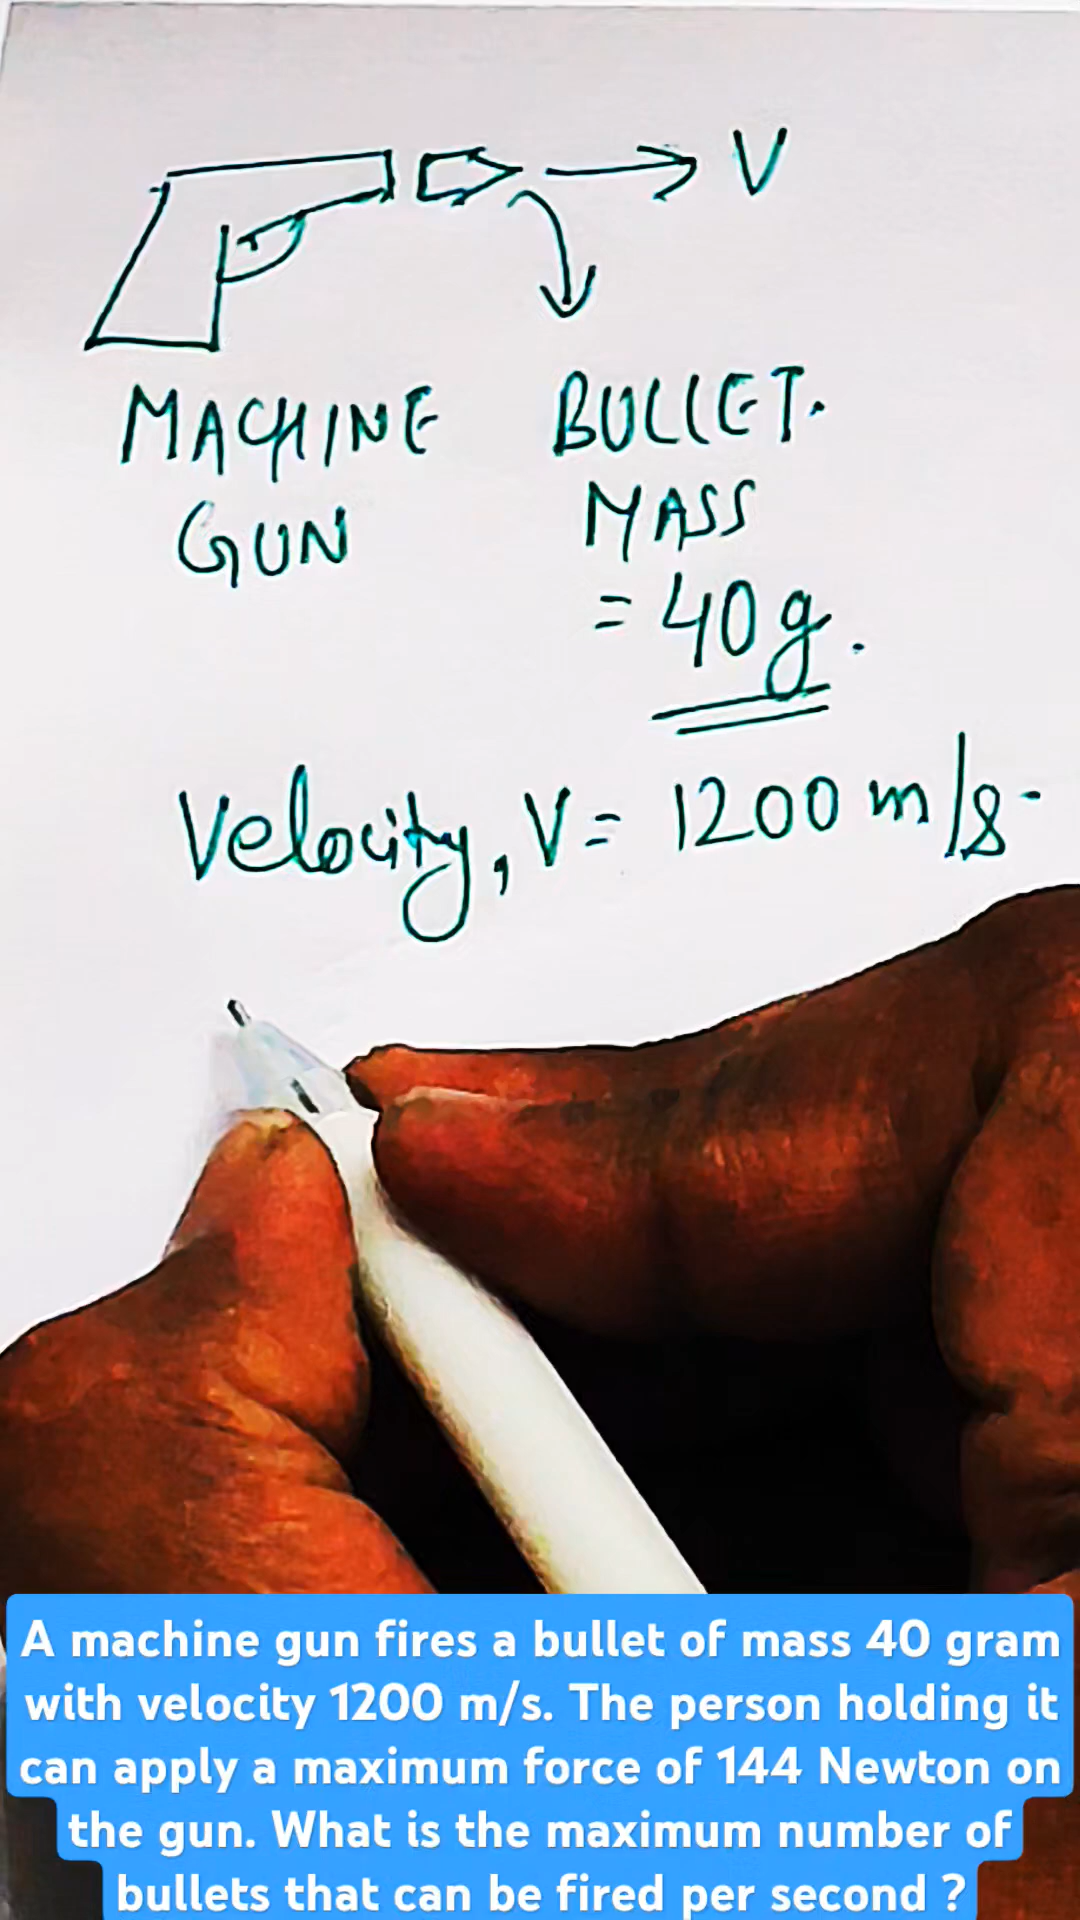 V
MACHINE BULLET.
GUN MASS
= 40g.
Velocity, V = 1200 m/s.
A machine gun fires a bullet of mass 40 gram
with velocity 1200 m/s. The person holding it
can apply a maximum force of 144 Newton on
the gun. What is the maximum number of
bullets that can be fired per second ?